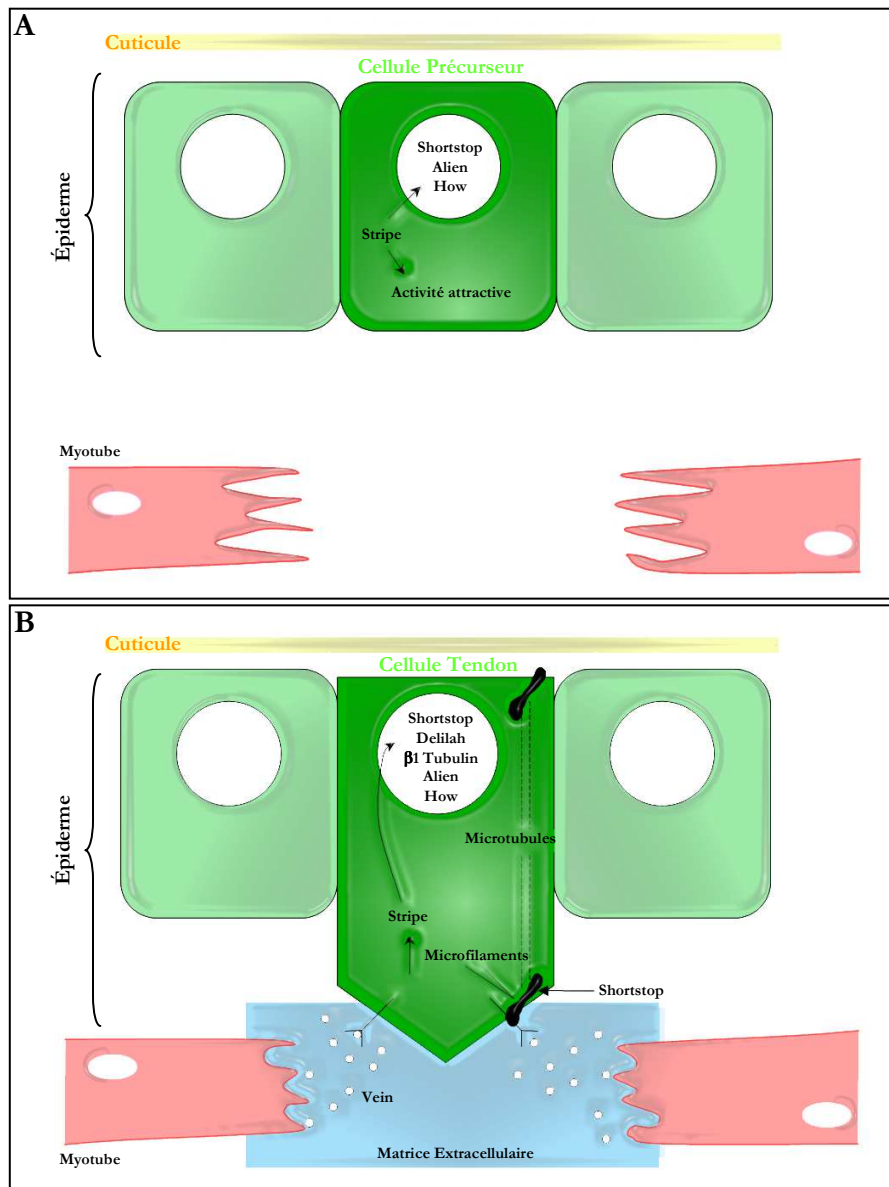 A
Cuticule
Cellule Précurseur
Épiderme
Shortstop
Alien
How
Stripe
Activité attractive
Myotube
B
Cuticule
Cellule Tendon
Épiderme
Shortstop
Delilah
β1 Tubulin
Alien
How
Microtubules
Stripe
Microfilaments
Shortstop
Vein
Matrice Extracellulaire
Myotube